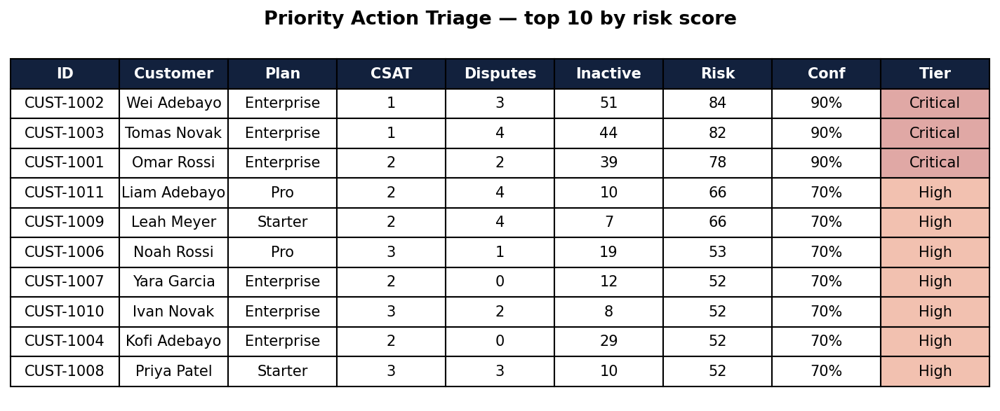 Priority Action Triage — top 10 by risk score
ID Customer Plan CSAT Disputes Inactive Risk Conf Tier
CUST-1002 Wei Adebayo Enterprise 1 3 51 84 90% Critical
CUST-1003 Tomas Novak Enterprise 1 4 44 82 90% Critical
CUST-1001 Omar Rossi Enterprise 2 2 39 78 90% Critical
CUST-1011 Liam Adebayo Pro 2 4 10 66 70% High
CUST-1009 Leah Meyer Starter 2 4 7 66 70% High
CUST-1006 Noah Rossi Pro 3 1 19 53 70% High
CUST-1007 Yara Garcia Enterprise 2 0 12 52 70% High
CUST-1010 Ivan Novak Enterprise 3 2 8 52 70% High
CUST-1004 Kofi Adebayo Enterprise 2 0 29 52 70% High
CUST-1008 Priya Patel Starter 3 3 10 52 70% High